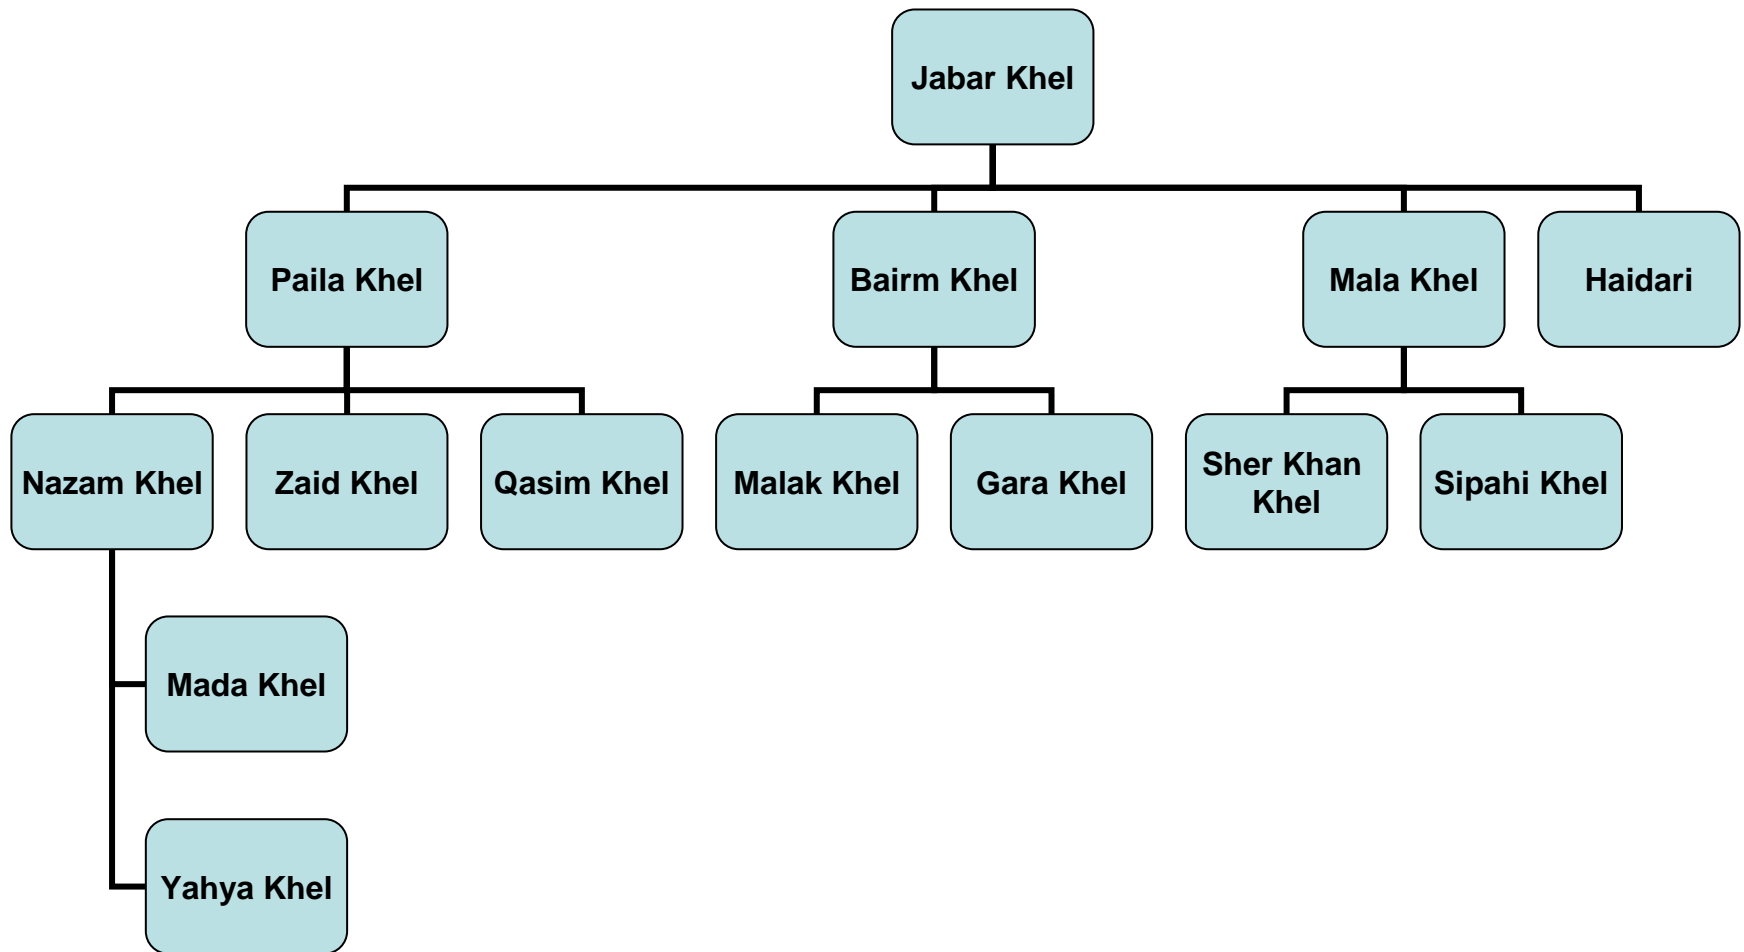 Jabar Khel
Paila Khel
Bairm Khel
Mala Khel
Haidari
Nazam Khel
Zaid Khel
Qasim Khel
Malak Khel
Gara Khel
Sher Khan
Khel
Sipahi Khel
Mada Khel
Yahya Khel